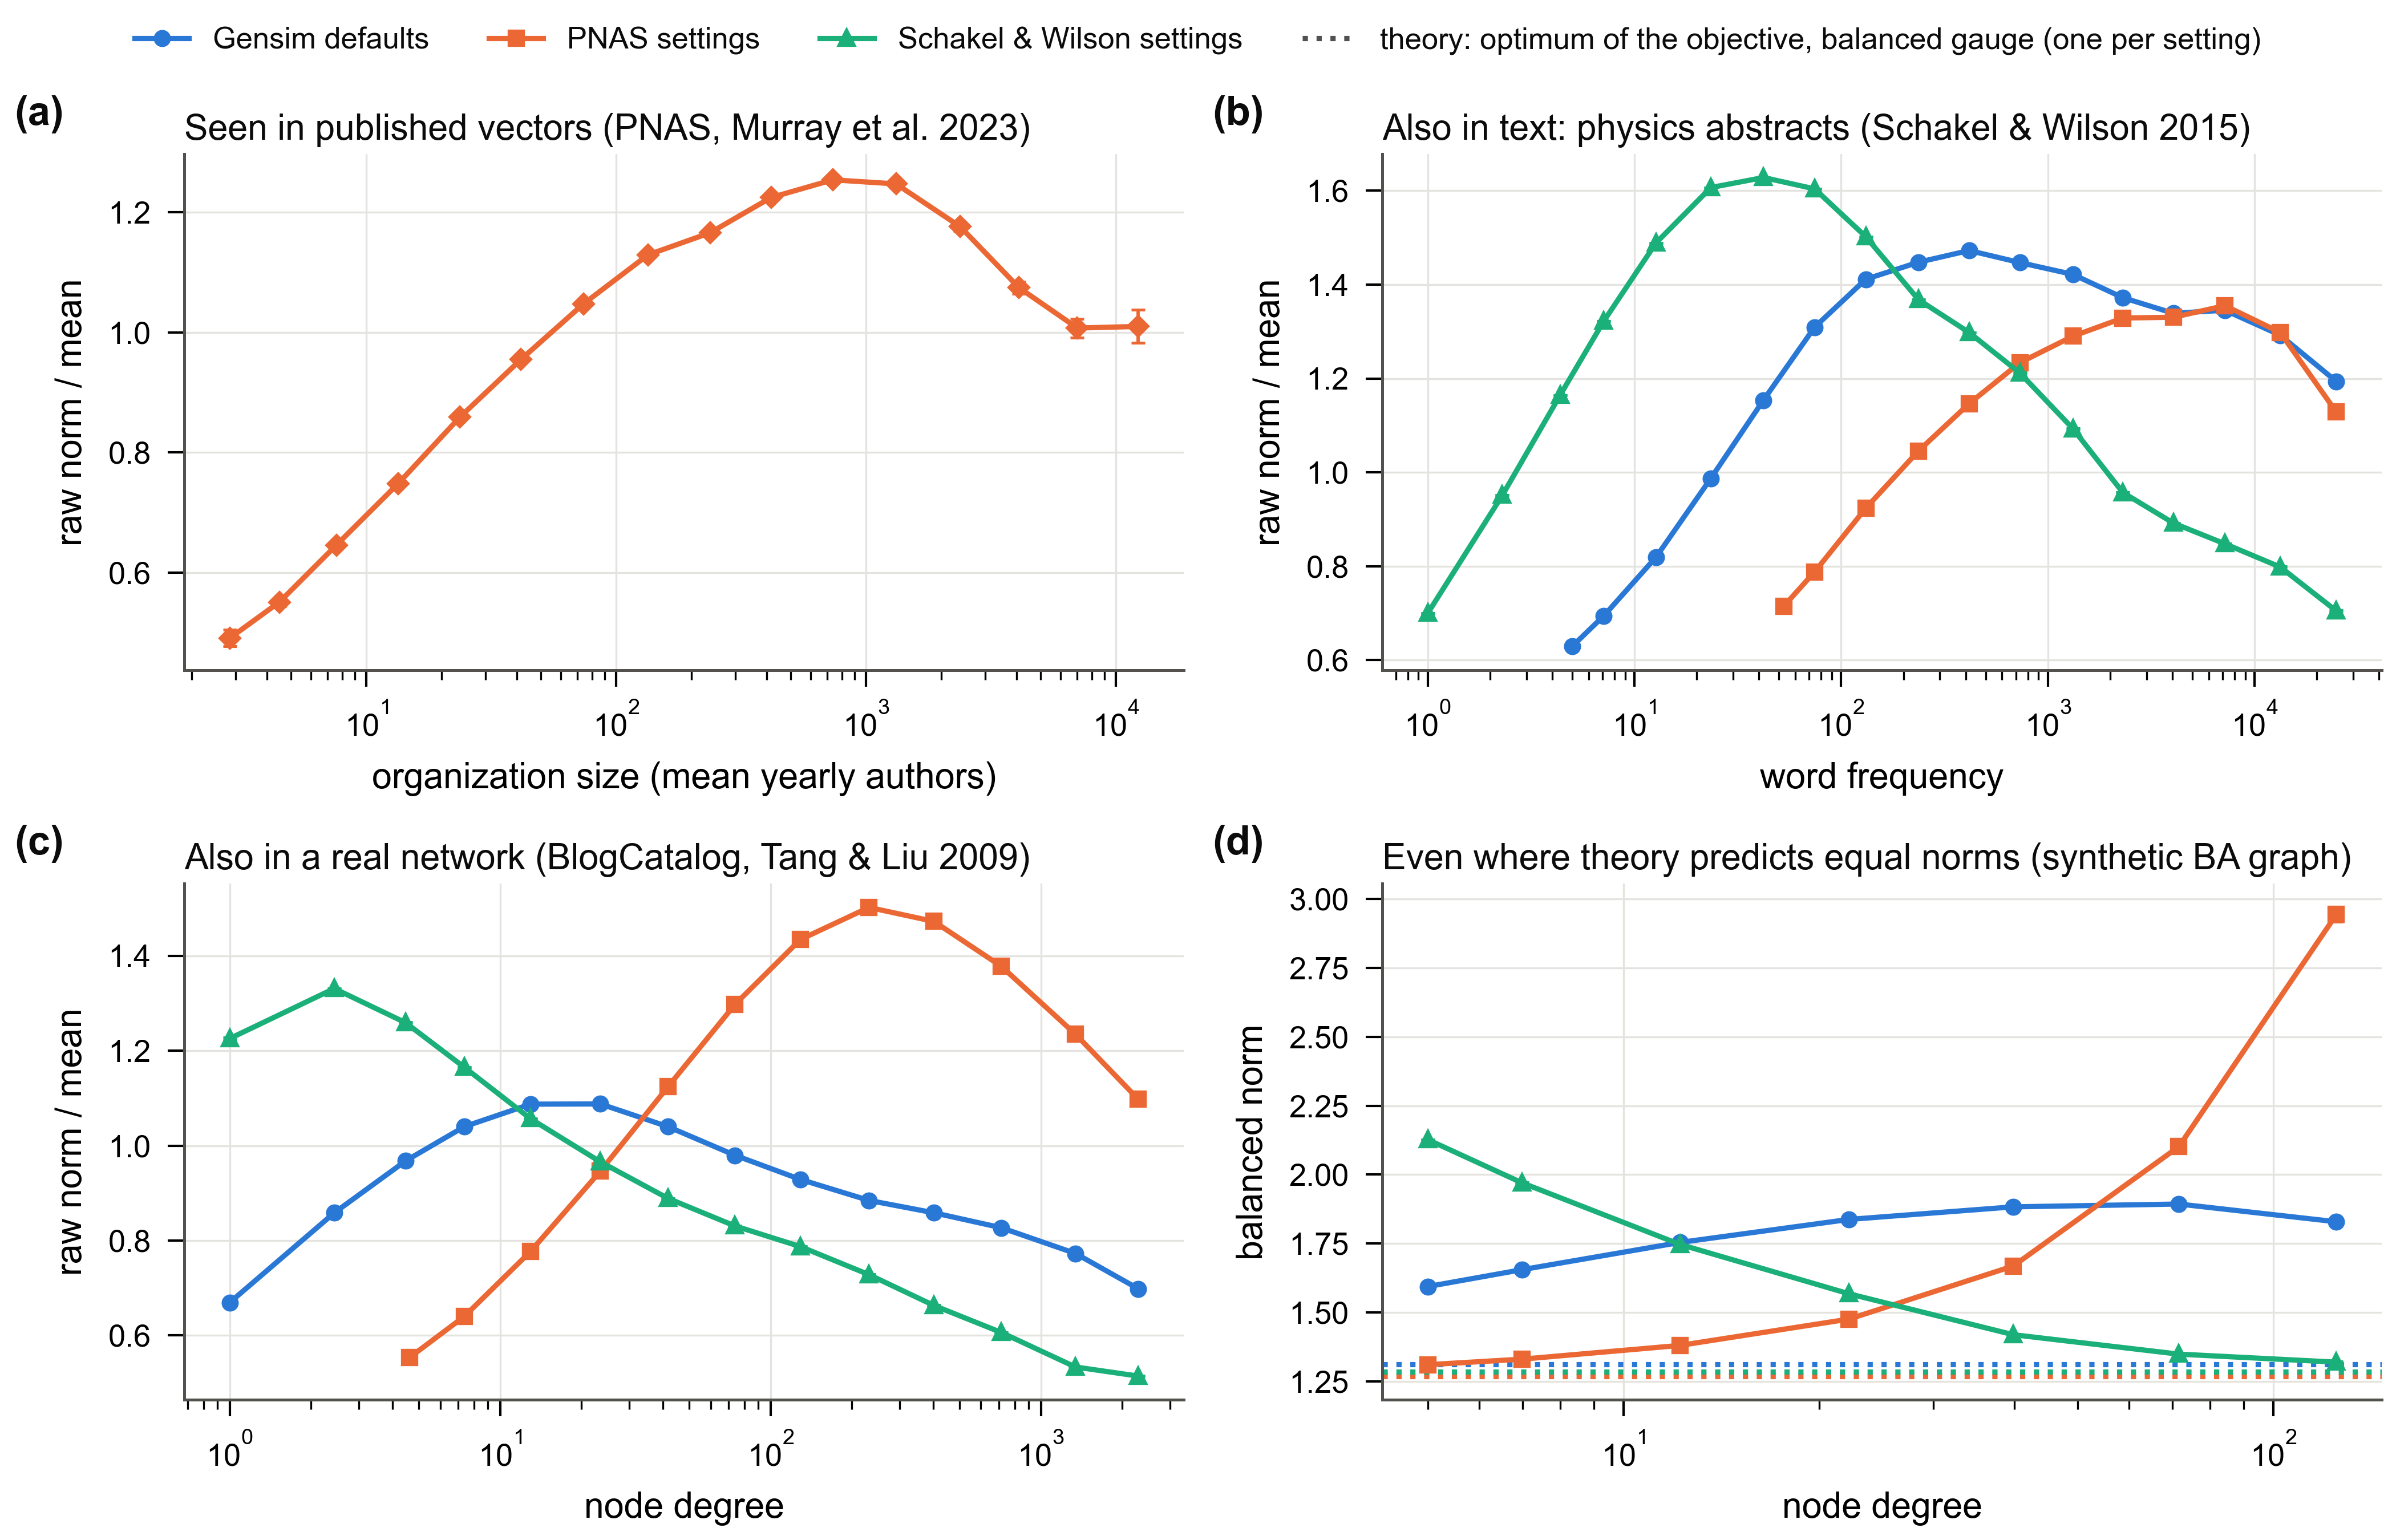 Gensim defaults
PNAS settings
Schakel & Wilson settings
theory: optimum of the objective, balanced gauge (one per setting)
(a)
Seen in published vectors (PNAS, Murray et al. 2023)
raw norm / mean
1.2
1.0
0.8
0.6
10^1 10^2 10^3 10^4
organization size (mean yearly authors)
(b)
Also in text: physics abstracts (Schakel & Wilson 2015)
raw norm / mean
1.6
1.4
1.2
1.0
0.8
0.6
10^0 10^1 10^2 10^3 10^4
word frequency
(c)
Also in a real network (BlogCatalog, Tang & Liu 2009)
raw norm / mean
1.4
1.2
1.0
0.8
0.6
10^0 10^1 10^2 10^3
node degree
(d)
Even where theory predicts equal norms (synthetic BA graph)
balanced norm
3.00
2.75
2.50
2.25
2.00
1.75
1.50
1.25
10^1 10^2
node degree